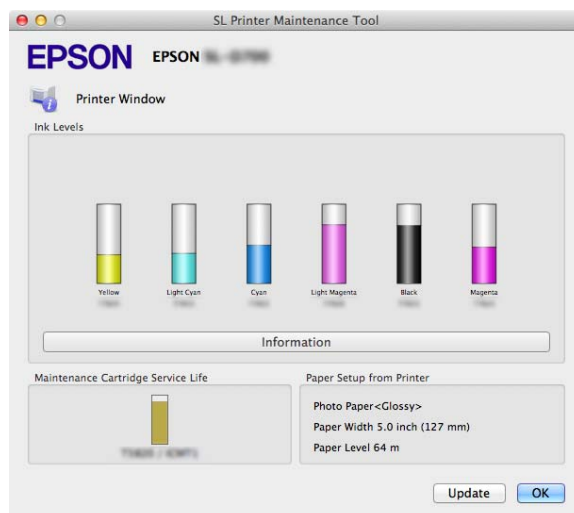 SL Printer Maintenance Tool
EPSON EPSON
Printer Window
Ink Levels
Yellow Light Cyan Cyan Light Magenta Black Magenta
Information
Maintenance Cartridge Service Life
Paper Setup from Printer
Photo Paper<Glossy>
Paper Width 5.0 inch (127 mm)
Paper Level 64 m
Update OK